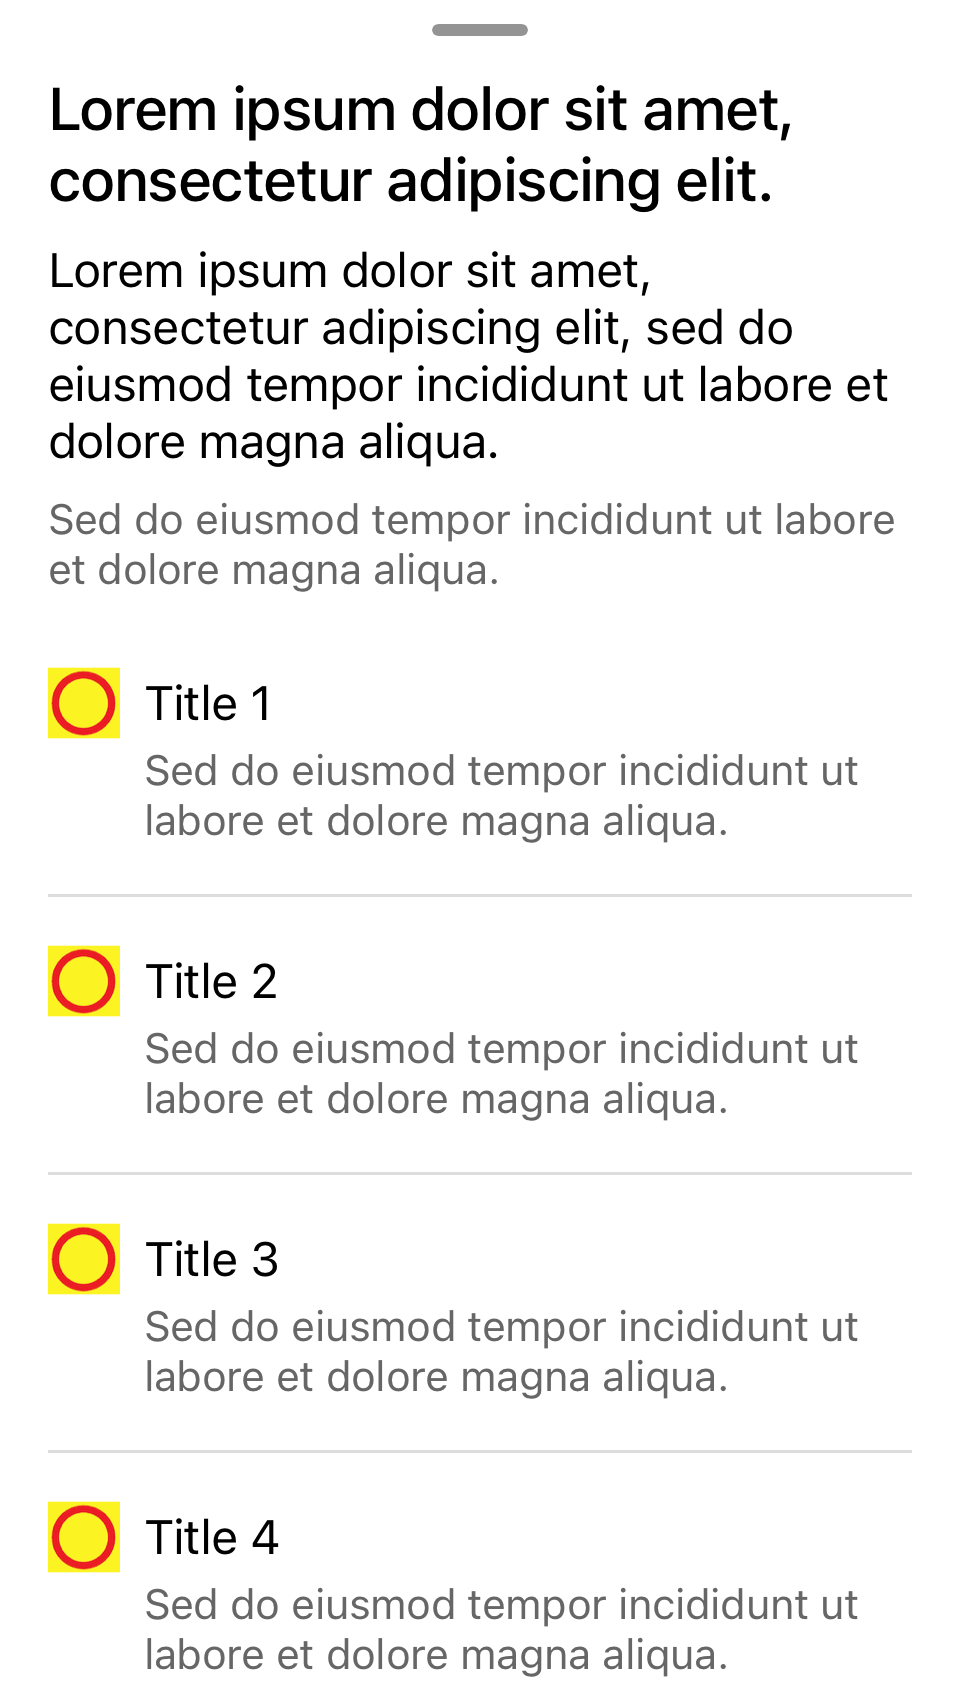 Lorem ipsum dolor sit amet,
consectetur adipiscing elit.
Lorem ipsum dolor sit amet,
consectetur adipiscing elit, sed do
eiusmod tempor incididunt ut labore et
dolore magna aliqua.
Sed do eiusmod tempor incididunt ut labore
et dolore magna aliqua.
Title 1
Sed do eiusmod tempor incididunt ut
labore et dolore magna aliqua.
Title 2
Sed do eiusmod tempor incididunt ut
labore et dolore magna aliqua.
Title 3
Sed do eiusmod tempor incididunt ut
labore et dolore magna aliqua.
Title 4
Sed do eiusmod tempor incididunt ut
labore et dolore magna aliqua.